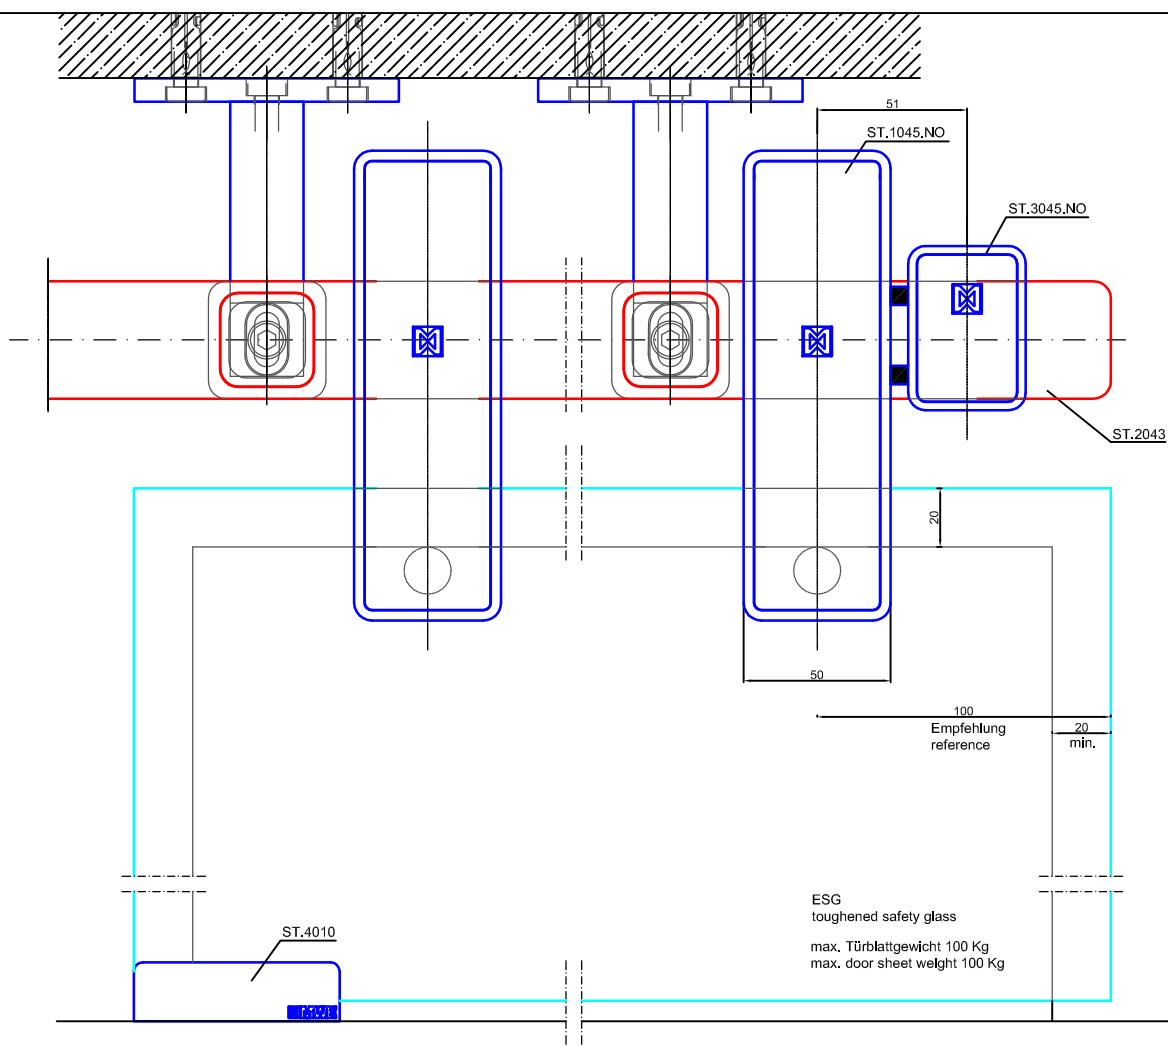 51
ST.1045.NO
ST.3045.NO
ST.2043
20
50
100
Empfehlung
reference
20
min.
ESG
toughened safety glass
max. Türblattgewicht 100 Kg
max. door sheet weight 100 Kg
ST.4010